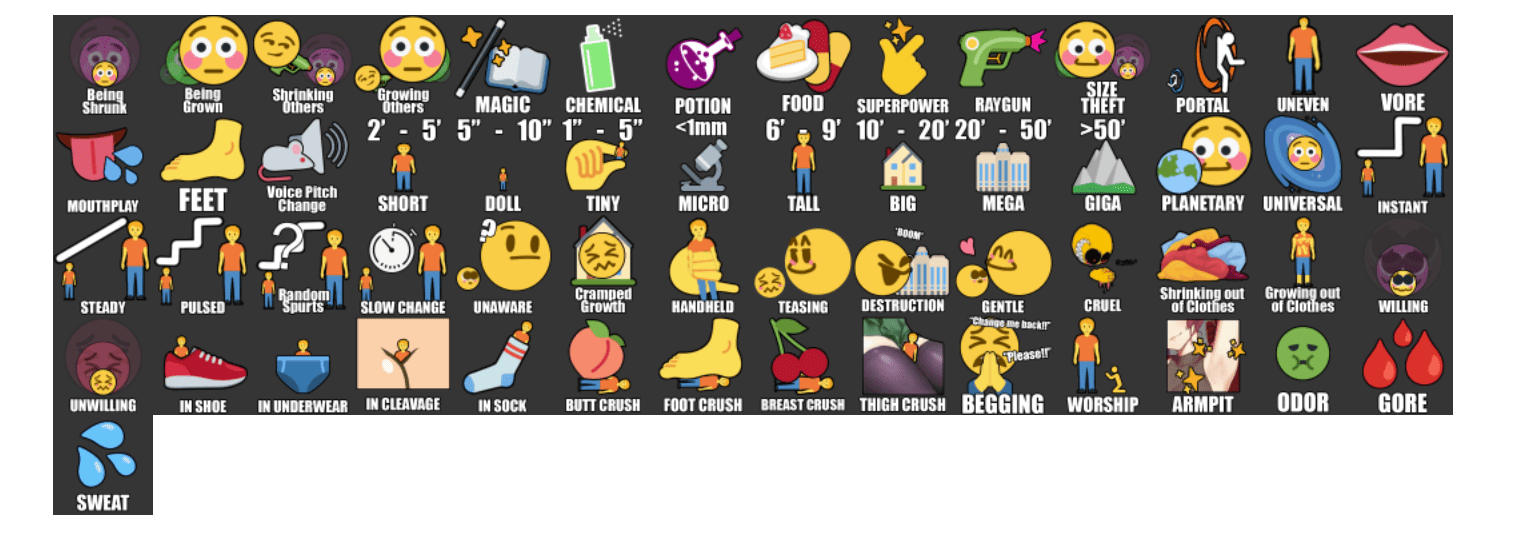 Being Shrunk
Being Grown
Shrinking Others
Growing Others
MAGIC
CHEMICAL
POTION
FOOD
SUPERPOWER
RAYGUN
SIZE THEFT
PORTAL
UNEVEN
VORE
MOUTHPLAY
FEET
Voice Pitch Change
2' - 5'
SHORT
5" - 10"
DOLL
1" - 5"
TINY
<1mm
MICRO
6' - 9'
TALL
10' - 20'
BIG
20' - 50'
MEGA
>50'
GIGA
PLANETARY
UNIVERSAL
INSTANT
STEADY
PULSED
?
Random Spurts
SLOW CHANGE
?
UNAWARE
Cramped Growth
HANDHELD
TEASING
"BOOM"
DESTRUCTION
GENTLE
CRUEL
Shrinking out of Clothes
Growing out of Clothes
WILLING
UNWILLING
IN SHOE
IN UNDERWEAR
IN CLEAVAGE
IN SOCK
BUTT CRUSH
FOOT CRUSH
BREAST CRUSH
THIGH CRUSH
"Change me back!!"
"Please!!"
BEGGING
WORSHIP
ARMPIT
ODOR
GORE
SWEAT